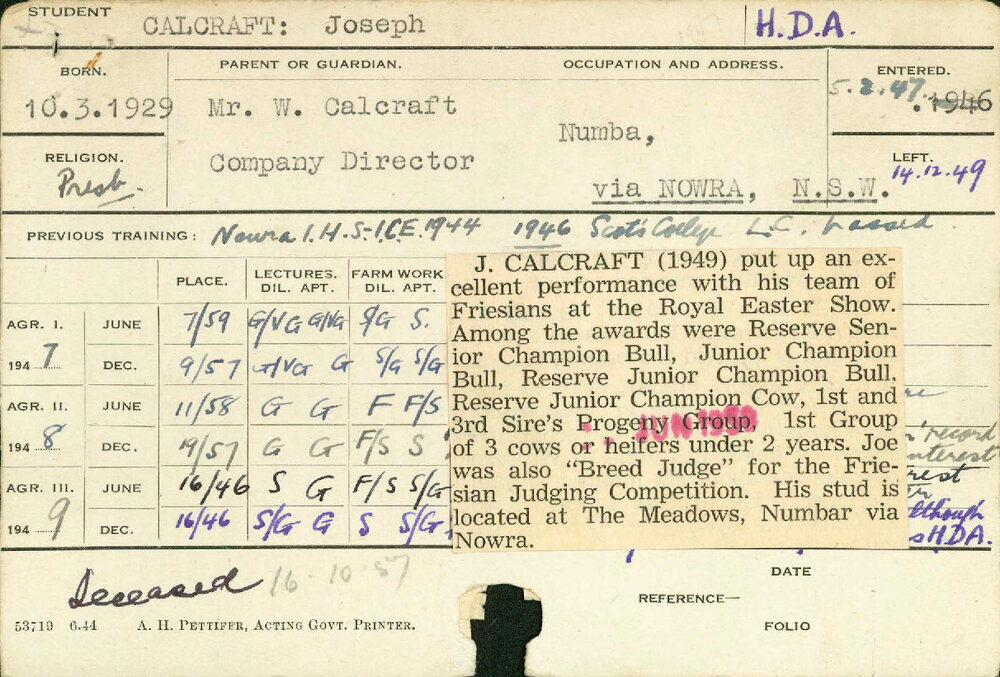 STUDENT
CALCRAFT: Joseph
H.D.A.
BORN.
PARENT OR GUARDIAN.
OCCUPATION AND ADDRESS.
ENTERED.
10.3.1929
Mr. W. Calcraft
5.2.47.
.1946
Numba,
Company Director
RELIGION.
Presb.
LEFT.
14.12.49
via NOWRA, N.S.W.
PREVIOUS TRAINING: Nowra I.H.S-I.C.E.1944 1946 Scots College L.C. passed.
PLACE. LECTURES. FARM WORK
DIL. APT. DIL. APT.
AGR. I. JUNE 7/59 G/VG G/VG S/G S.
1947 DEC. 9/57 G/VG G S/G S/G
AGR. II. JUNE 11/58 G G F F/S
1948 DEC. 19/57 G G F/S S
AGR. III. JUNE 16/46 S G F/S S/G
1949 DEC. 16/46 S/G G S S/G
J. CALCRAFT (1949) put up an ex-
cellent performance with his team of
Friesians at the Royal Easter Show.
Among the awards were Reserve Sen-
ior Champion Bull, Junior Champion
Bull, Reserve Junior Champion Bull,
Reserve Junior Champion Cow, 1st and
3rd Sire's Progeny Group, 1st Group
of 3 cows or heifers under 2 years. Joe
was also "Breed Judge" for the Frie-
sian Judging Competition. His stud is
located at The Meadows, Numbar via
Nowra.
JUN
record
interest
although
HDA.
Deceased 16.10.57
DATE
REFERENCE—
53719 6.44 A. H. PETTIFER, ACTING GOVT. PRINTER.
FOLIO